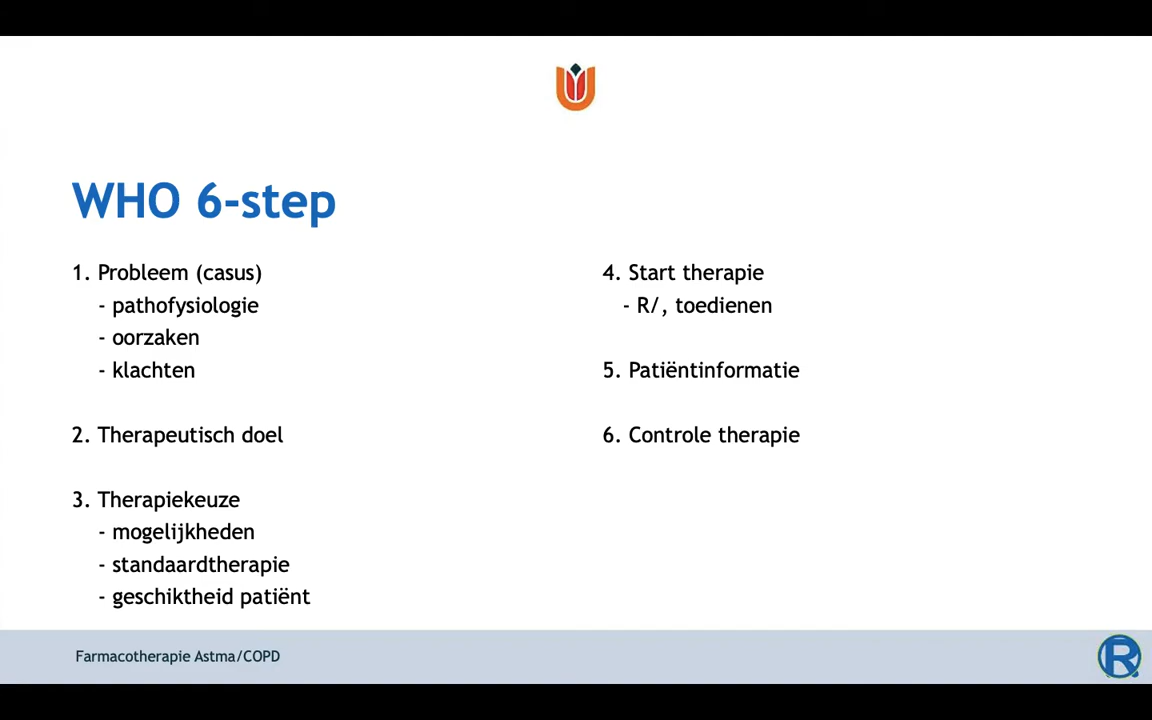 WHO 6-step
1. Probleem (casus)
- pathofysiologie
- oorzaken
- klachten
2. Therapeutisch doel
3. Therapiekeuze
- mogelijkheden
- standaardtherapie
- geschiktheid patiënt
4. Start therapie
- R/, toedienen
5. Patiëntinformatie
6. Controle therapie
Farmacotherapie Astma/COPD
R